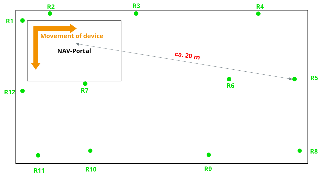 R2
R3
R4
R1
Movement of device
NAV-Portal
ca. 20 m
R5
R12
R7
R6
R11
R10
R9
R8